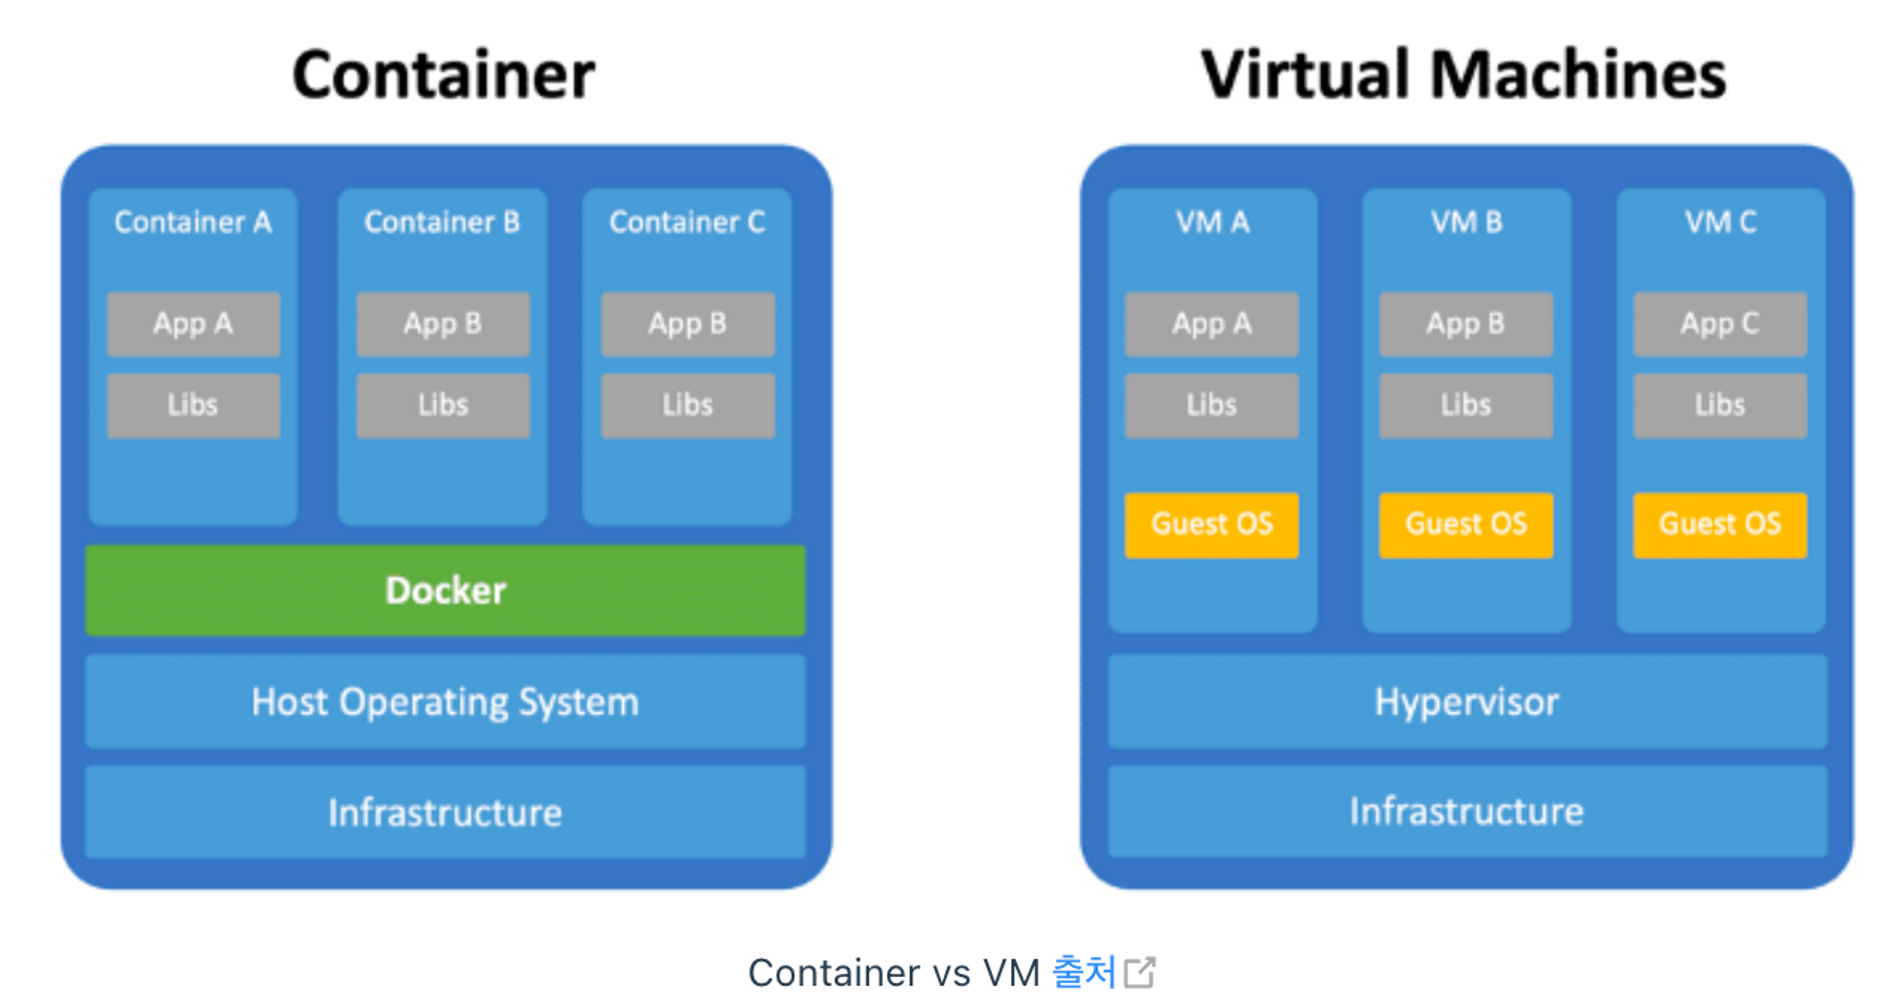 Container
Container A
App A
Libs
Container B
App B
Libs
Container C
App B
Libs
Docker
Host Operating System
Infrastructure
Virtual Machines
VM A
App A
Libs
Guest OS
VM B
App B
Libs
Guest OS
VM C
App C
Libs
Guest OS
Hypervisor
Infrastructure
Container vs VM 출처